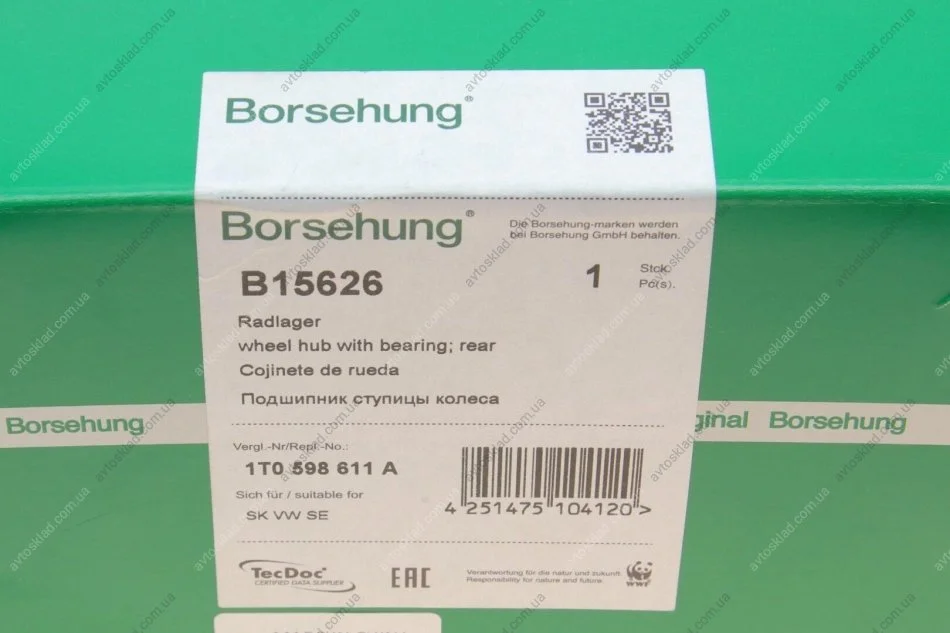 Borsehung®
Borsehung®
Die Borsehung-marken werden
bei Borsehung GmbH behalten.
B15626
1 Stck.
Pc(s).
Radlager
wheel hub with bearing; rear
Cojinete de rueda
Подшипник ступицы колеса
Borsehung
ginal Borsehung
Vergl.-Nr/Repl.-No.:
1T0 598 611 A
Sich für / suitable for
SK VW SE
4 251475 104120 >
TecDoc®
CERTIFIED DATA SUPPLIER
EAC
Verantwortung für die natur und zukunft.
Responsibility for nature and future.
WWF
avtosklad.com.ua